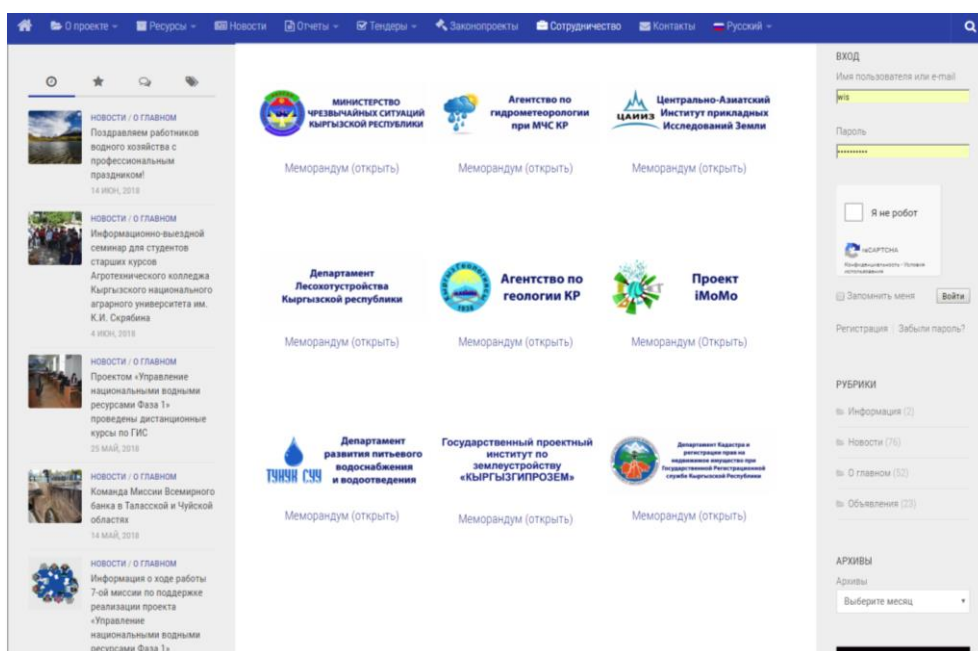 О проекте
Ресурсы
Новости
Отчеты
Тендеры
Законопроекты
Сотрудничество
Контакты
Русский
НОВОСТИ / О ГЛАВНОМ
Поздравляем работников
водного хозяйства с
профессиональным
праздником!
14 ИЮН, 2018
НОВОСТИ / О ГЛАВНОМ
Информационно-выездной
семинар для студентов
старших курсов
Агротехнического колледжа
Кыргызского национального
аграрного университета им.
К.И. Скрябина
4 ИЮН, 2018
НОВОСТИ / О ГЛАВНОМ
Проектом «Управление
национальными водными
ресурсами Фаза 1»
проведены дистанционные
курсы по ГИС
25 МАЙ, 2018
НОВОСТИ / О ГЛАВНОМ
Команда Миссии Всемирного
банка в Таласской и Чуйской
областях
14 МАЙ, 2018
НОВОСТИ / О ГЛАВНОМ
Информация о ходе работы
7-ой миссии по поддержке
реализации проекта
«Управление
национальными водными
ресурсами Фаза 1»
МИНИСТЕРСТВО
ЧРЕЗВЫЧАЙНЫХ СИТУАЦИЙ
КЫРГЫЗСКОЙ РЕСПУБЛИКИ
Меморандум (открыть)
Агентство по
гидрометеорологии
при МЧС КР
Меморандум (открыть)
ЦАИИЗ
Центрально-Азиатский
Институт прикладных
Исследований Земли
Меморандум (открыть)
Департамент
Лесохотустройства
Кыргызской республики
Меморандум (открыть)
Агентство по
геологии КР
Меморандум (открыть)
Проект
iMoMo
Меморандум (Открыть)
ТУНУК СУУ
Департамент
развития питьевого
водоснабжения
и водоотведения
Меморандум (открыть)
Государственный проектный
институт по
землеустройству
«КЫРГЫЗГИПРОЗЕМ»
Меморандум (открыть)
Департамент Кадастра и
регистрации прав на
недвижимое имущество при
Государственной Регистрационной
службе Кыргызской Республики
Меморандум (открыть)
ВХОД
Имя пользователя или e-mail
wis
Пароль
Я не робот
reCAPTCHA
Конфиденциальность - Условия
использования
Запомнить меня
Войти
Регистрация | Забыли пароль?
РУБРИКИ
Информация (2)
Новости (76)
О главном (52)
Объявления (23)
АРХИВЫ
Архивы
Выберите месяц